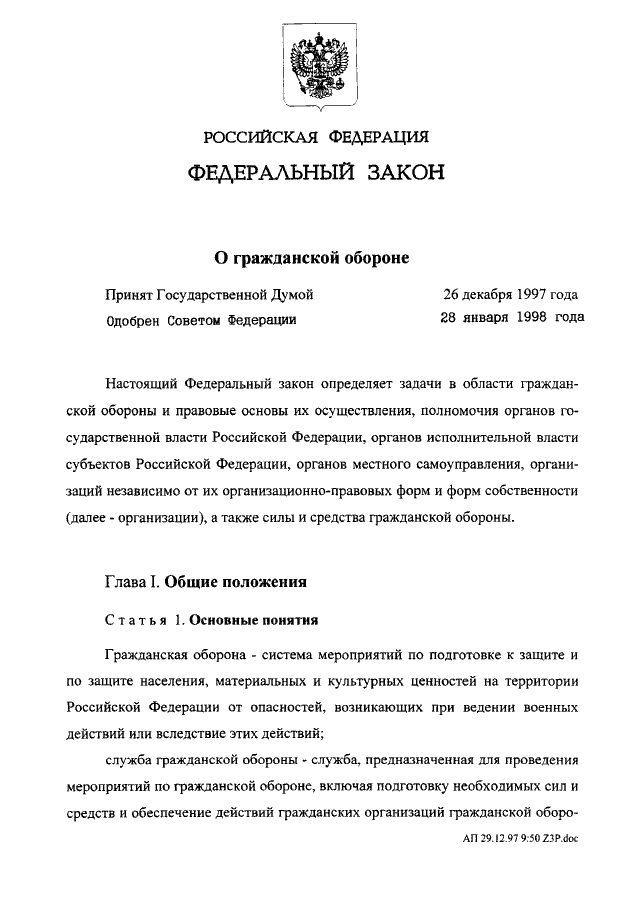 РОССИЙСКАЯ ФЕДЕРАЦИЯ
ФЕДЕРАЛЬНЫЙ ЗАКОН
О гражданской обороне
Принят Государственной Думой 26 декабря 1997 года
Одобрен Советом Федерации 28 января 1998 года
Настоящий Федеральный закон определяет задачи в области граждан-
ской обороны и правовые основы их осуществления, полномочия органов го-
сударственной власти Российской Федерации, органов исполнительной власти
субъектов Российской Федерации, органов местного самоуправления, органи-
заций независимо от их организационно-правовых форм и форм собственности
(далее - организации), а также силы и средства гражданской обороны.
Глава I. Общие положения
С т а т ь я 1. Основные понятия
Гражданская оборона - система мероприятий по подготовке к защите и
по защите населения, материальных и культурных ценностей на территории
Российской Федерации от опасностей, возникающих при ведении военных
действий или вследствие этих действий;
служба гражданской обороны - служба, предназначенная для проведения
мероприятий по гражданской обороне, включая подготовку необходимых сил и
средств и обеспечение действий гражданских организаций гражданской оборо-
АП 29.12.97 9:50 Z3P.doc